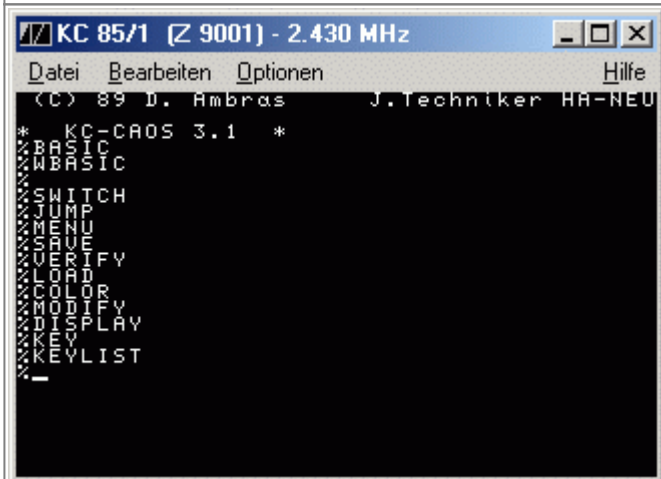 KC 85/1 (Z 9001) - 2.430 MHz
Datei Bearbeiten Optionen Hilfe
(C) 89 D. Ambras J.Techniker HA-NEU
* KC-CAOS 3.1 *
%BASIC
%WBASIC
%
%SWITCH
%JUMP
%MENU
%SAVE
%VERIFY
%LOAD
%COLOR
%MODIFY
%DISPLAY
%KEY
%KEYLIST
%_